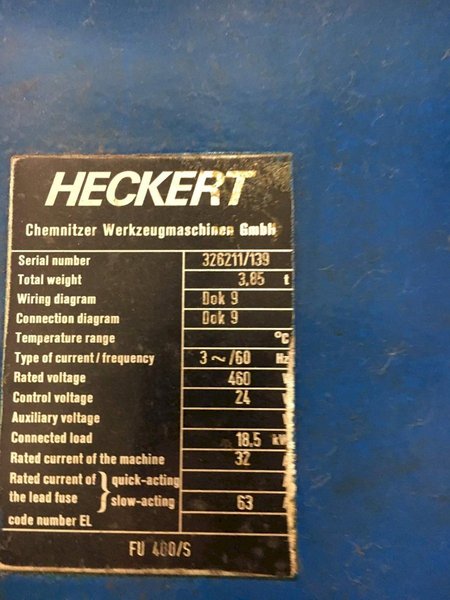 HECKERT
Chemnitzer Werkzeugmaschinen GmbH
Serial number 326211/139
Total weight 3,85 t
Wiring diagram Dok 9
Connection diagram Dok 9
Temperature range °C
Type of current / frequency 3 ~ /60 Hz
Rated voltage 460
Control voltage 24 V
Auxiliary voltage
Connected load 18,5 kW
Rated current of the machine 32
Rated current of } quick-acting
the lead fuse } slow-acting 63
code number EL
FU 400/S